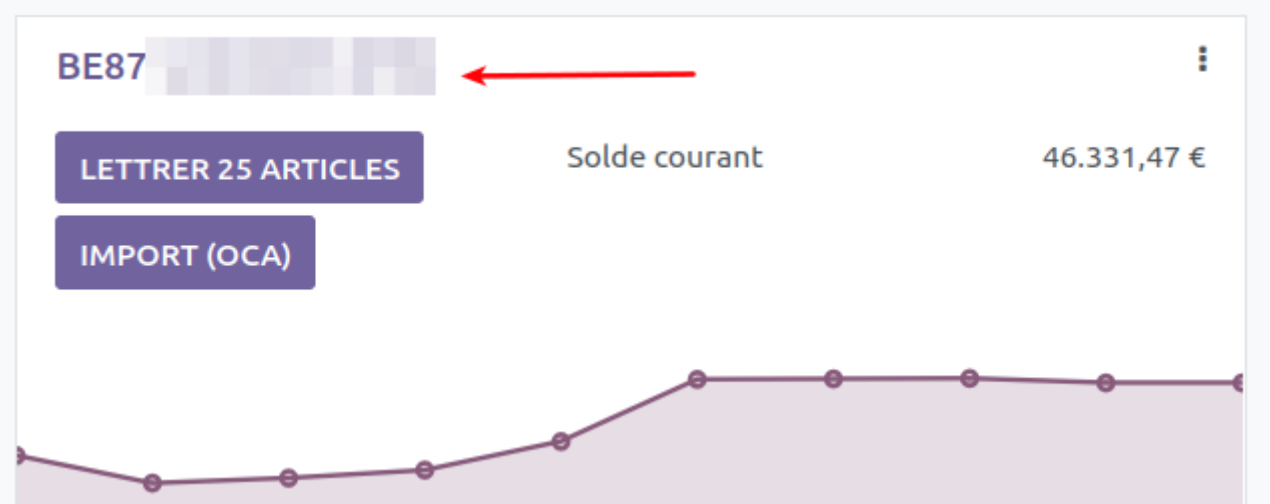 BE87
LETTRER 25 ARTICLES
Solde courant
46.331,47 €
IMPORT (OCA)